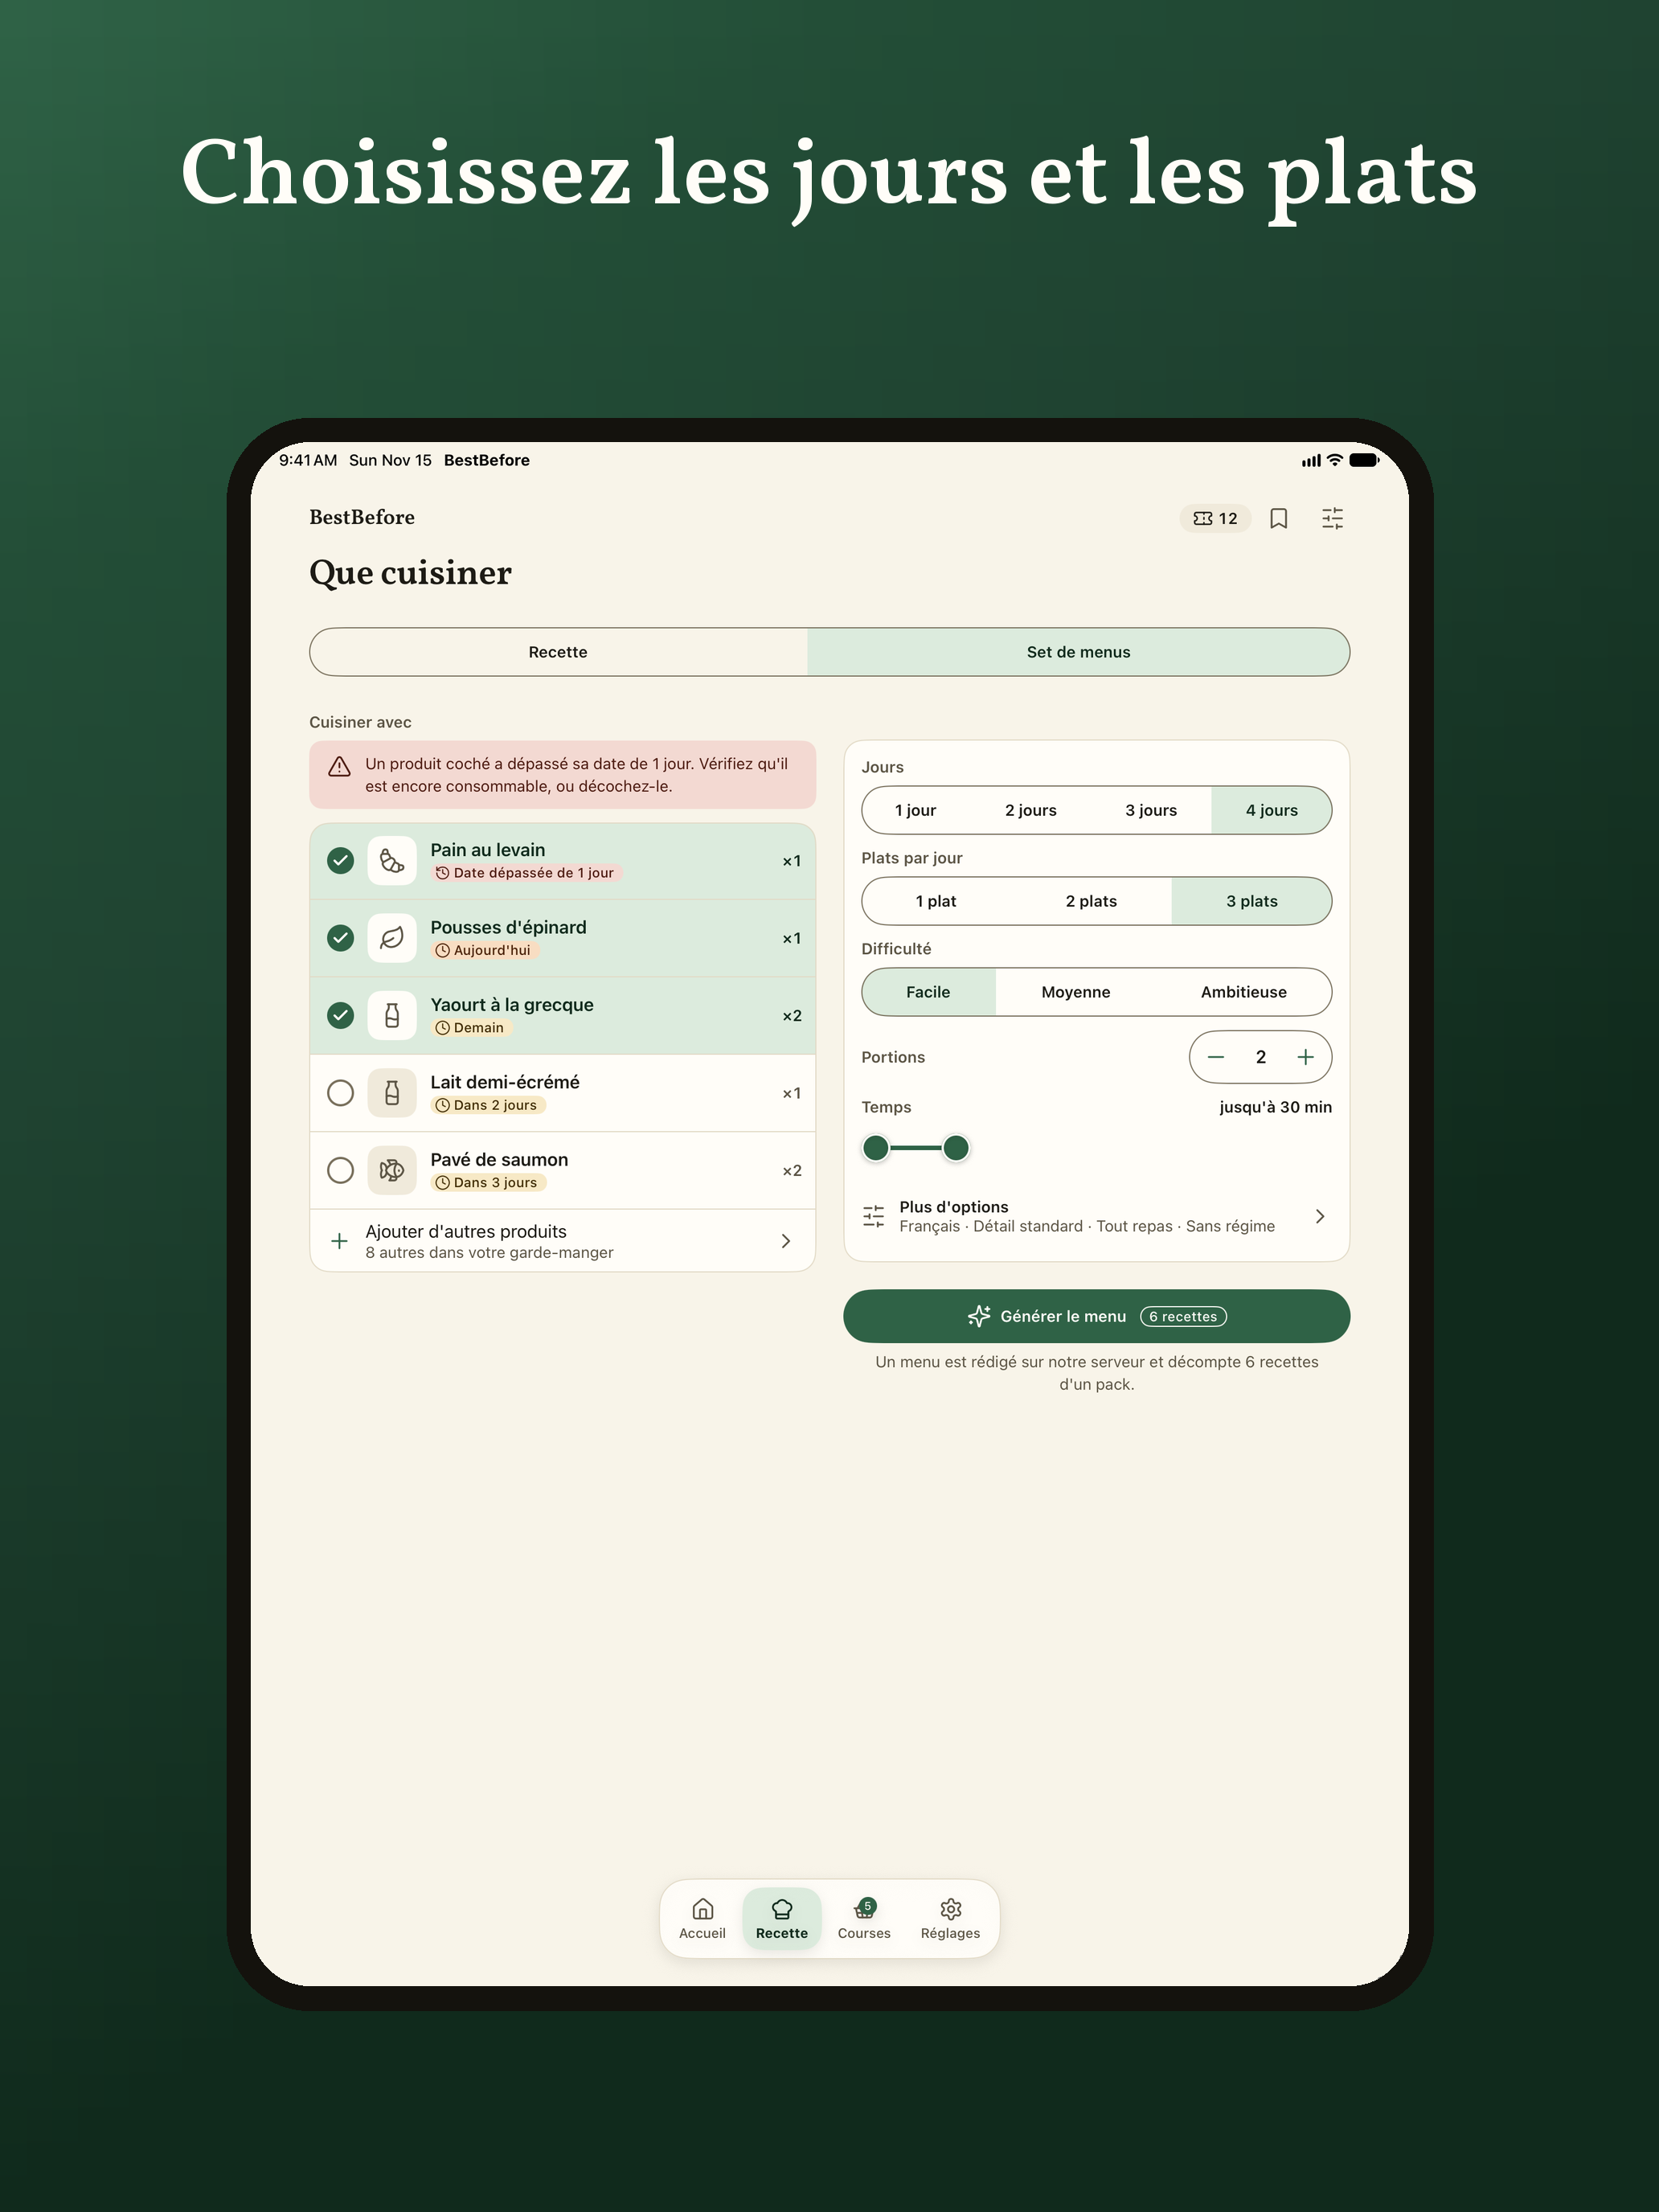 Choisissez les jours et les plats
9:41 AM Sun Nov 15 BestBefore
BestBefore
12
Que cuisiner
Recette
Set de menus
Cuisiner avec
Un produit coché a dépassé sa date de 1 jour. Vérifiez qu'il
est encore consommable, ou décochez-le.
Pain au levain
Date dépassée de 1 jour
×1
Pousses d'épinard
Aujourd'hui
×1
Yaourt à la grecque
Demain
×2
Lait demi-écrémé
Dans 2 jours
×1
Pavé de saumon
Dans 3 jours
×2
Ajouter d'autres produits
8 autres dans votre garde-manger
Jours
1 jour 2 jours 3 jours 4 jours
Plats par jour
1 plat 2 plats 3 plats
Difficulté
Facile Moyenne Ambitieuse
Portions
2
Temps
jusqu'à 30 min
Plus d'options
Français · Détail standard · Tout repas · Sans régime
Générer le menu 6 recettes
Un menu est rédigé sur notre serveur et décompte 6 recettes
d'un pack.
5
Accueil Recette Courses Réglages